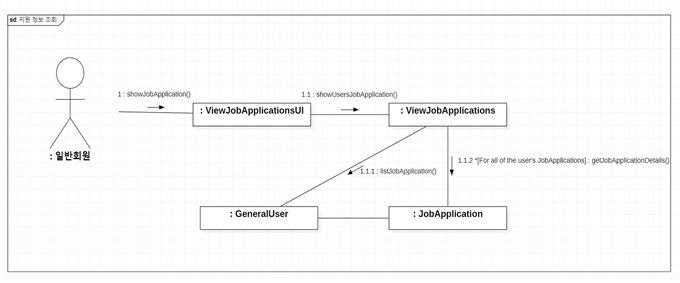 sd 지원 정보 조회
1 : showJobApplication()
1.1 : showUsersJobApplication()
: ViewJobApplicationsUI
: ViewJobApplications
: 일반회원
1.1.2 *[For all of the user's JobApplications] : getJobApplicationDetails()
1.1.1 : listJobApplication()
: GeneralUser
: JobApplication